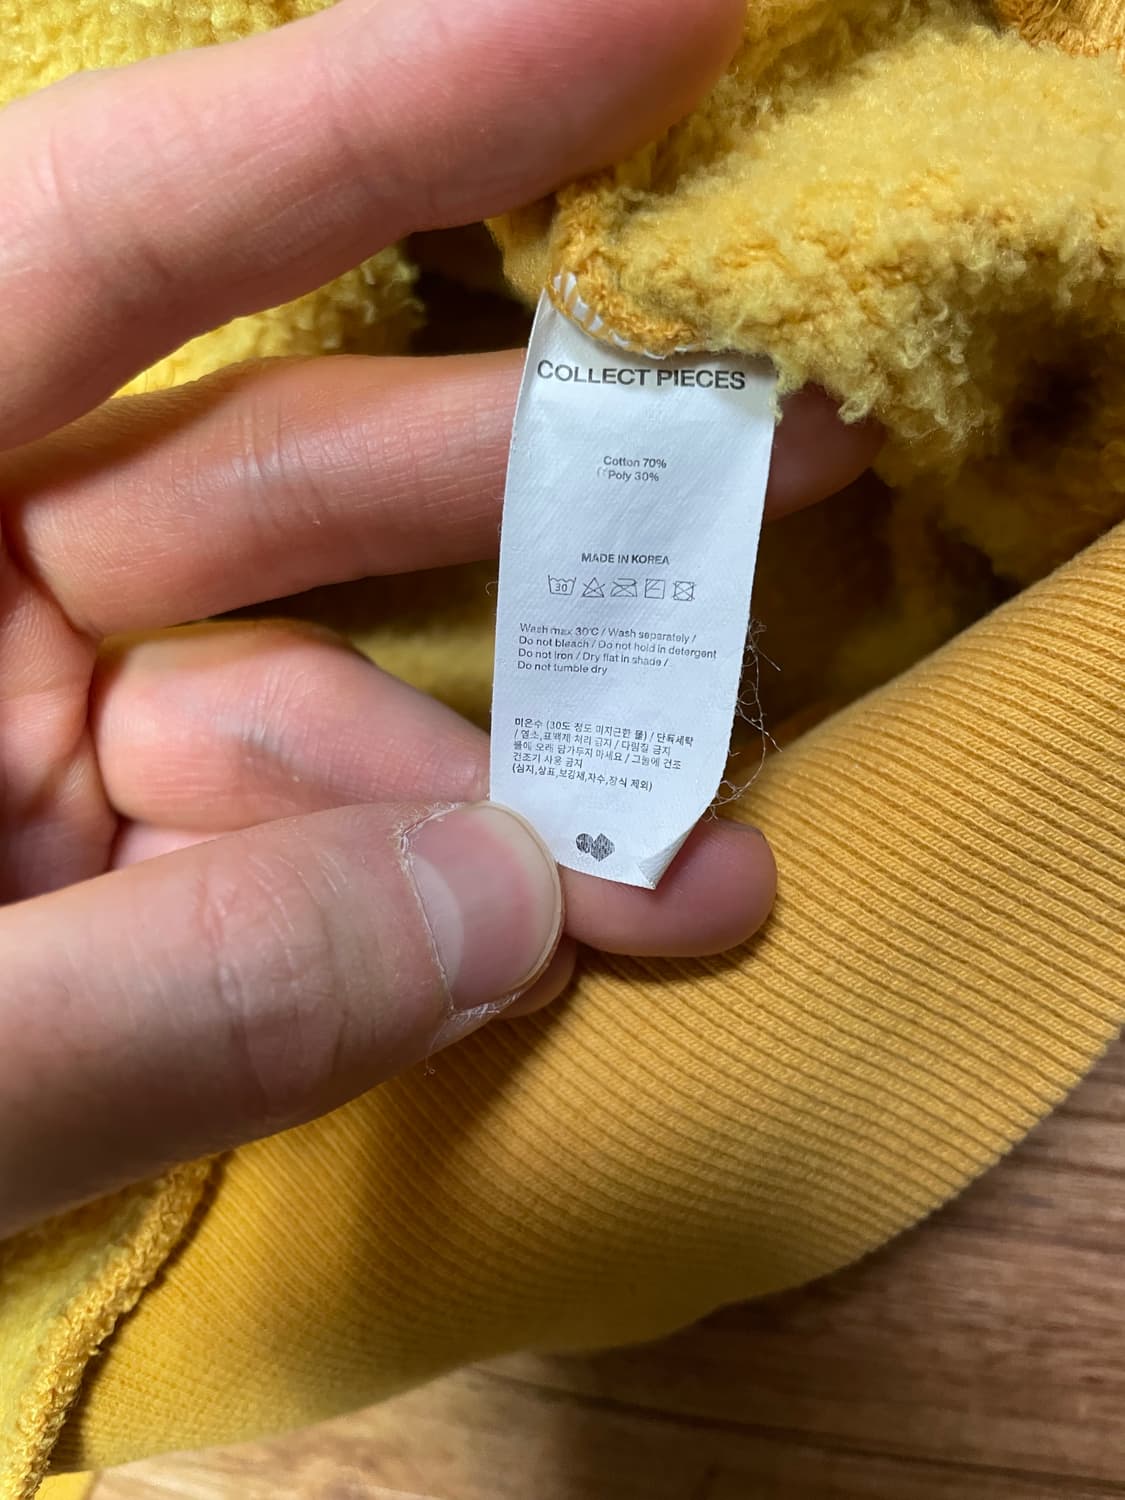 COLLECT PIECES
Cotton 70%
Poly 30%
MADE IN KOREA
30
Wash max 30°C / Wash separately /
Do not bleach / Do not hold in detergent
Do not Iron / Dry flat in shade /
Do not tumble dry
미온수 (30도 정도 미지근한 물) / 단독세탁
/ 염소,표백제 처리 금지 / 다림질 금지
물에 오래 담가두지 마세요 / 그늘에 건조
건조기 사용 금지
(심지,상표,보강재,자수,장식 제외)